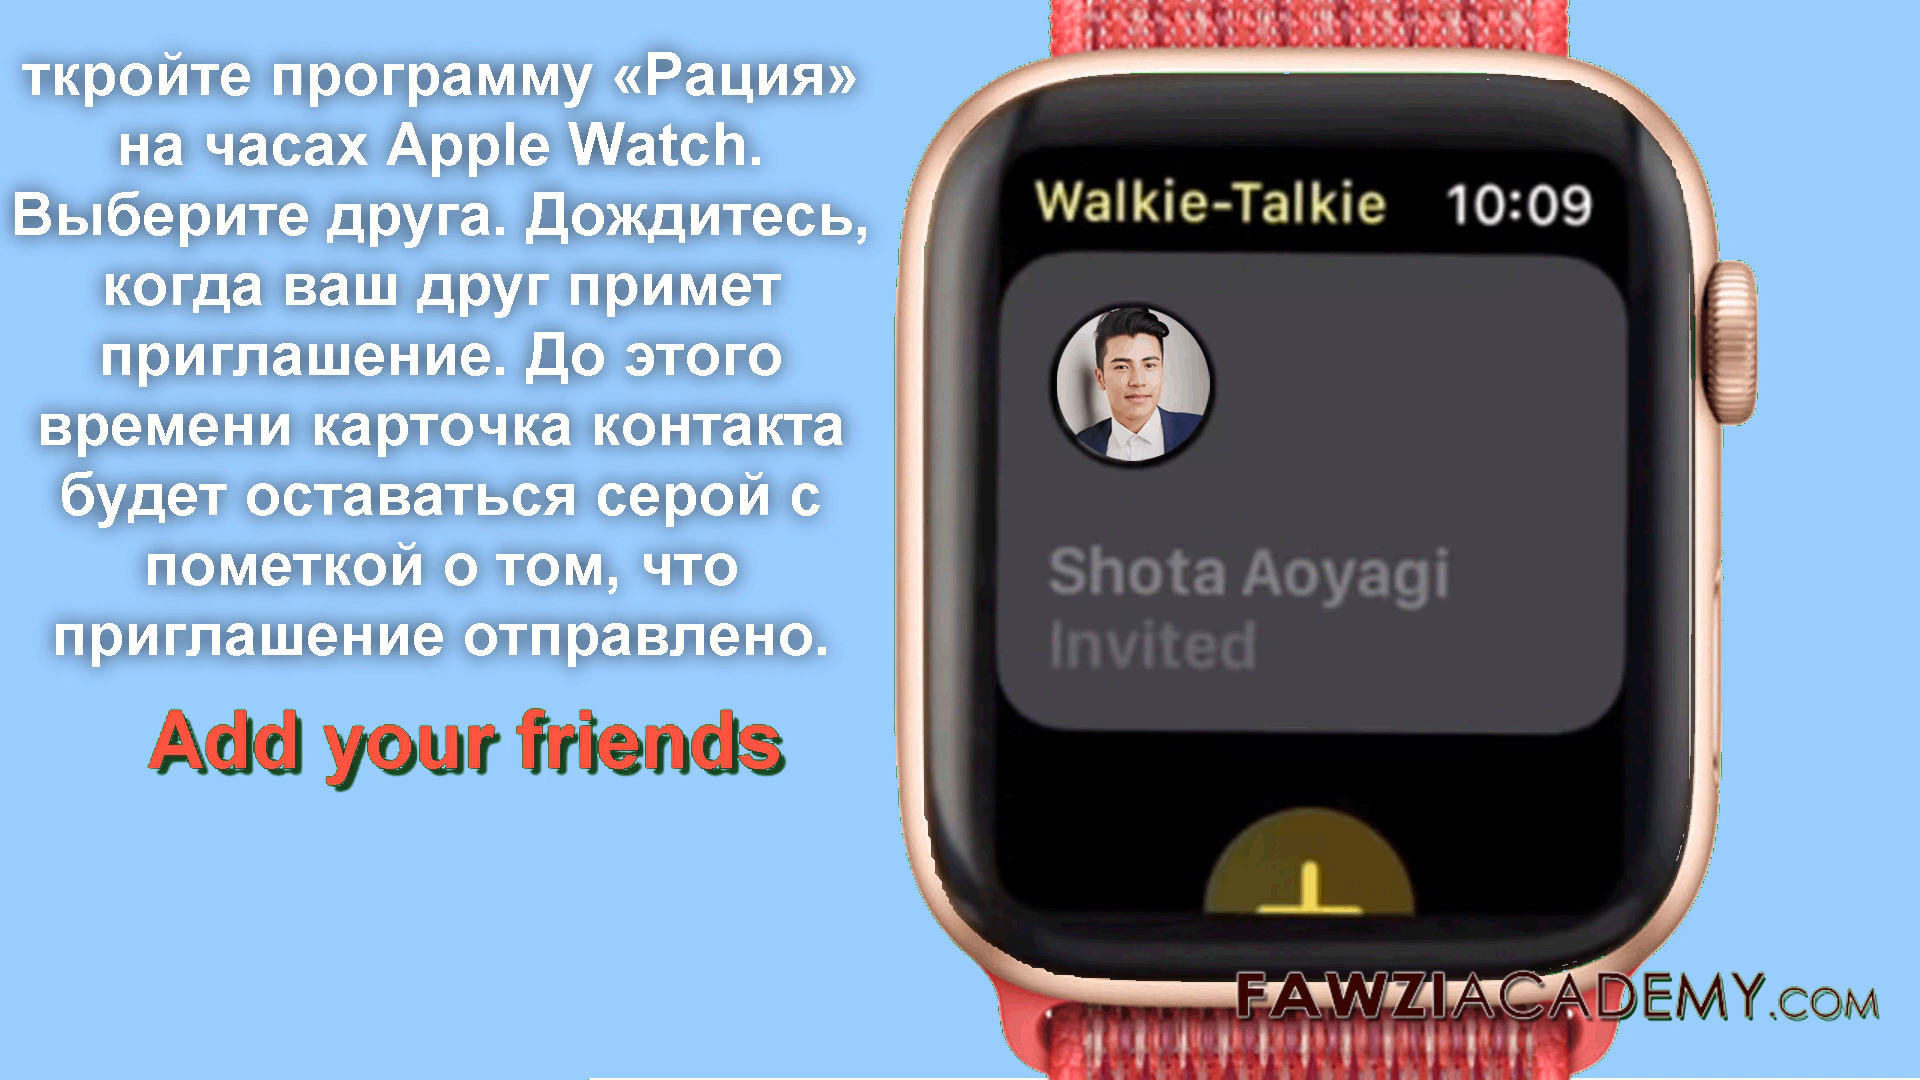 ткройте программу «Рация»
на часах Apple Watch.
Выберите друга. Дождитесь,
когда ваш друг примет
приглашение. До этого
времени карточка контакта
будет оставаться серой с
пометкой о том, что
приглашение отправлено.
Add your friends
Walkie-Talkie 10:09
Shota Aoyagi
Invited
FAWZIACADEMY.COM